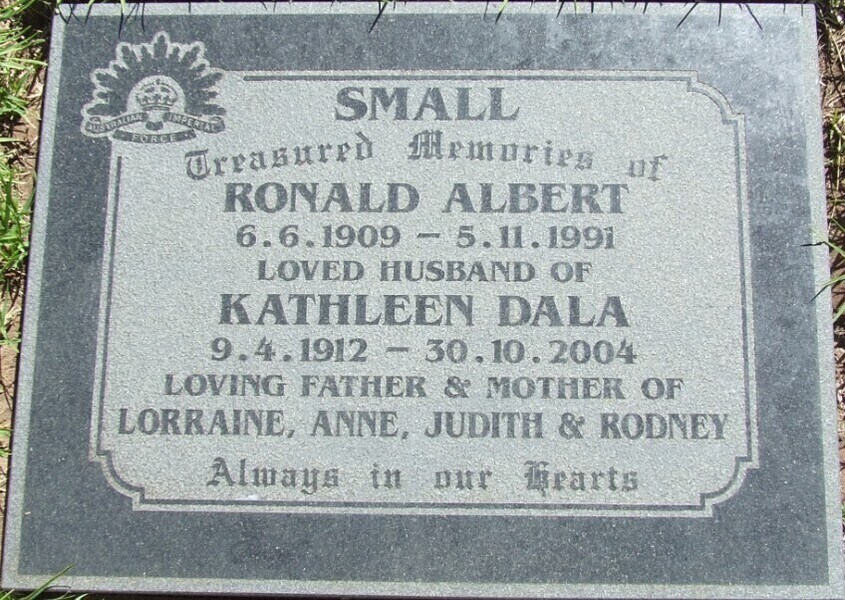 AUSTRALIAN IMPERIAL
FORCE
SMALL
Treasured Memories of
RONALD ALBERT
6.6.1909 – 5.11.1991
LOVED HUSBAND OF
KATHLEEN DALA
9.4.1912 – 30.10.2004
LOVING FATHER & MOTHER OF
LORRAINE, ANNE, JUDITH & RODNEY
Always in our Hearts